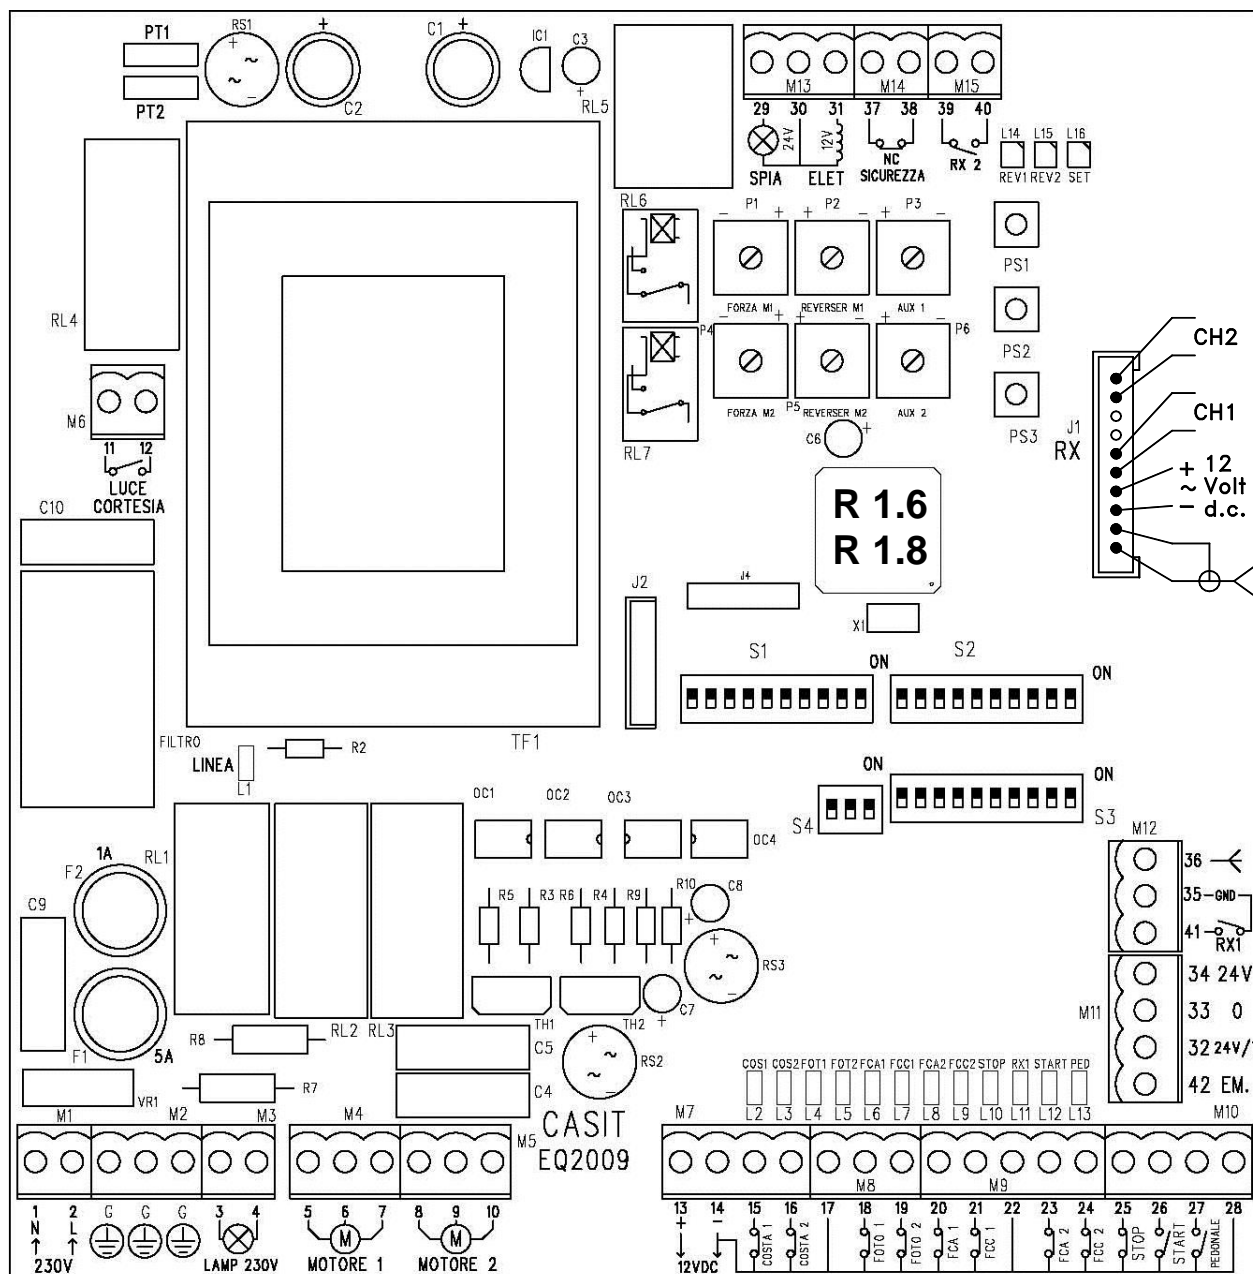 PT1
PT2
RS1
+
~
~
-
+
C2
C1
+
IC1
C3
+
RL5
M13
M14
M15
29
30
31
37
38
39
40
24V
12V
SPIA
ELET
NC
SICUREZZA
RX 2
L14
L15
L16
REV1
REV2
SET
RL4
RL6
P1
P2
P3
-
+
+
-
+
-
FORZA M1
REVERSER M1
AUX 1
PS1
P4
-
+
+
-
+
-
P6
FORZA M2
P5
REVERSER M2
AUX 2
PS2
PS3
RL7
C6
+
CH2
CH1
J1
RX
+ 12
~ Volt
- d.c.
M6
11
12
LUCE
CORTESIA
C10
R 1.6
R 1.8
J2
J4
X1
S1
ON
S2
ON
FILTRO
LINEA
L1
R2
TF1
OC1
OC2
OC3
OC4
ON
S4
ON
S3
M12
1A
F2
RL1
C9
R5
R3
R6
R4
R9
R10
C8
+
+
~
~
-
RS3
36
35
GND
41
RX1
34 24V
33 0
32 24V/
42 EM.
M11
M10
TH1
TH2
C7
+
R8
RL2
RL3
C5
C4
+
~
~
-
RS2
F1
5A
VR1
R7
CASIT
EQ2009
COS1
COS2
FOT1
FOT2
FCA1
FCC1
FCA2
FCC2
STOP
RX1
START
PED
L2
L3
L4
L5
L6
L7
L8
L9
L10
L11
L12
L13
M1
M2
M3
M4
M5
M7
M8
M9
1
2
G
G
G
3
4
5
6
7
8
9
10
N
L
230V
LAMP 230V
M
MOTORE 1
M
MOTORE 2
13
14
15
16
17
18
19
20
21
22
23
24
25
26
27
28
+
-
12VDC
COSTA 1
COSTA 2
FOTO 1
FOTO 2
FCA 1
FCC 1
FCA 2
FCC 2
STOP
START
PEDONALE